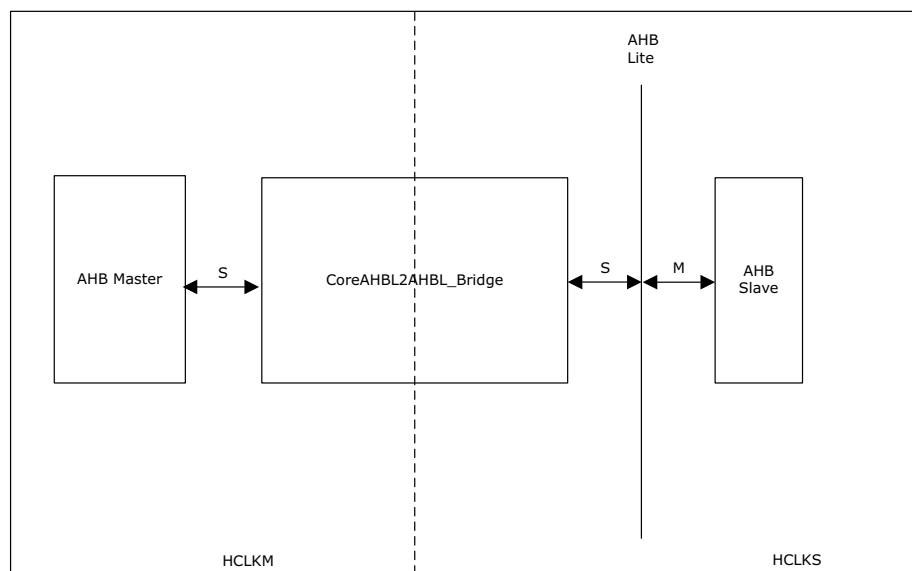 AHB
Lite
AHB Master
S
CoreAHBL2AHBL_Bridge
S
M
AHB
Slave
HCLKM
HCLKS